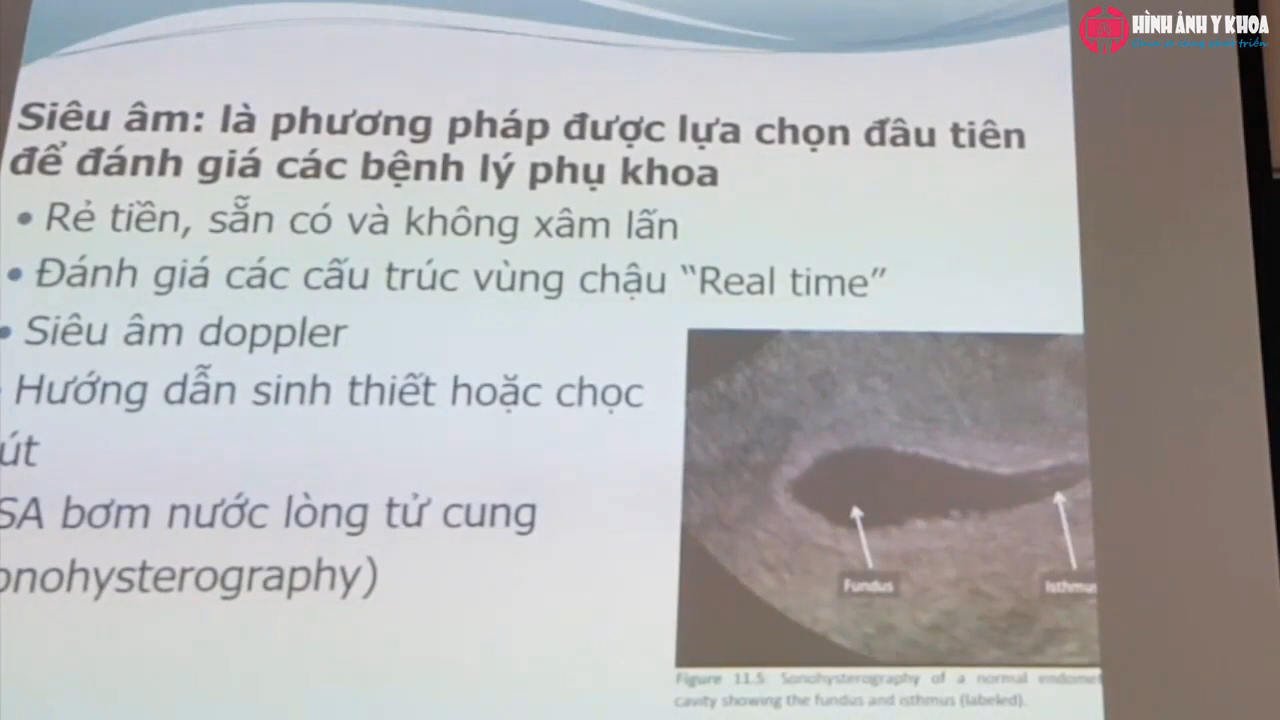 HÌNH ẢNH Y KHOA
Siêu âm: là phương pháp được lựa chọn đầu tiên
để đánh giá các bệnh lý phụ khoa
• Rẻ tiền, sẵn có và không xâm lấn
• Đánh giá các cấu trúc vùng chậu “Real time”
• Siêu âm doppler
Hướng dẫn sinh thiết hoặc chọc
út
SA bơm nước lòng tử cung
onohysterography)
Fundus
Isthmus
Figure 11.5: Sonohysterography of a normal endomet
cavity showing the fundus and isthmus (labeled).